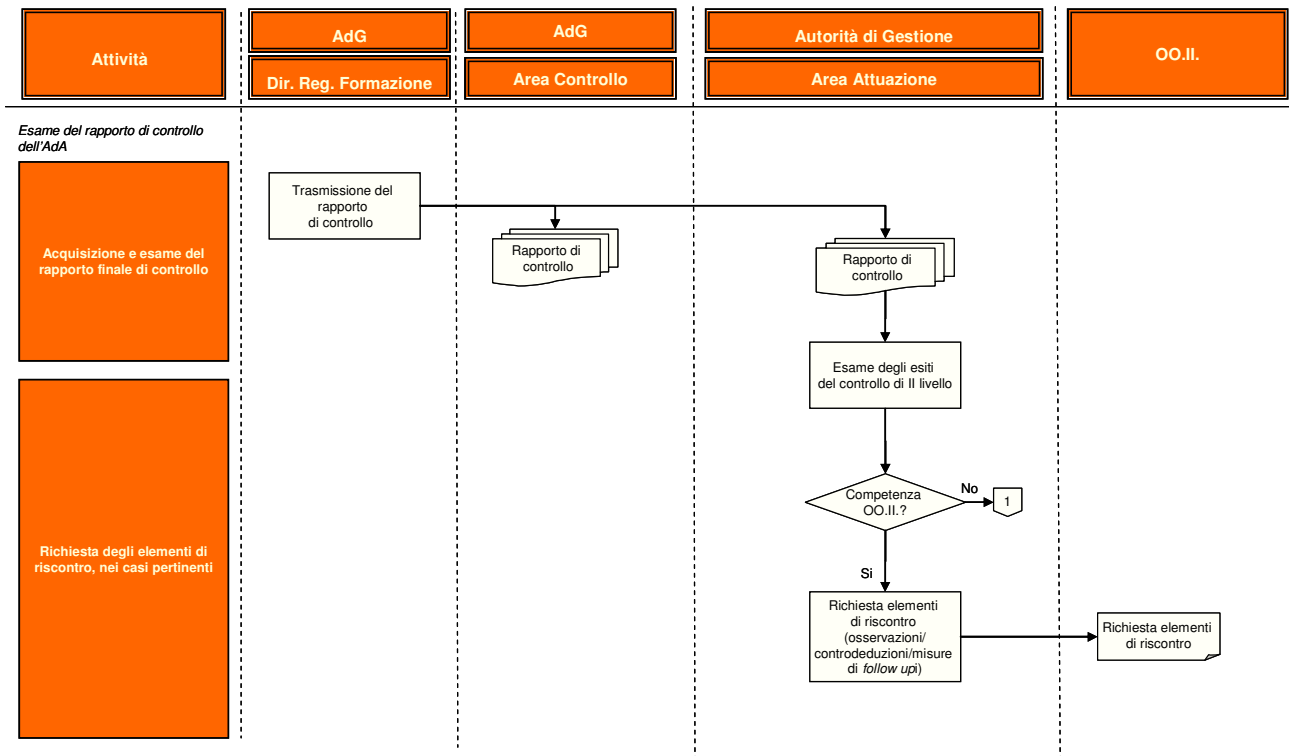 Attività
AdG
Dir. Reg. Formazione
AdG
Area Controllo
Autorità di Gestione
Area Attuazione
OO.II.
Esame del rapporto di controllo
dell'AdA
Acquisizione e esame del
rapporto finale di controllo
Trasmissione del
rapporto
di controllo
Rapporto di
controllo
Rapporto di
controllo
Esame degli esiti
del controllo di II livello
Richiesta degli elementi di
riscontro, nei casi pertinenti
Competenza
OO.II.?
No
1
Si
Richiesta elementi
di riscontro
(osservazioni/
controdeduzioni/misure
di follow upi)
Richiesta elementi
di riscontro